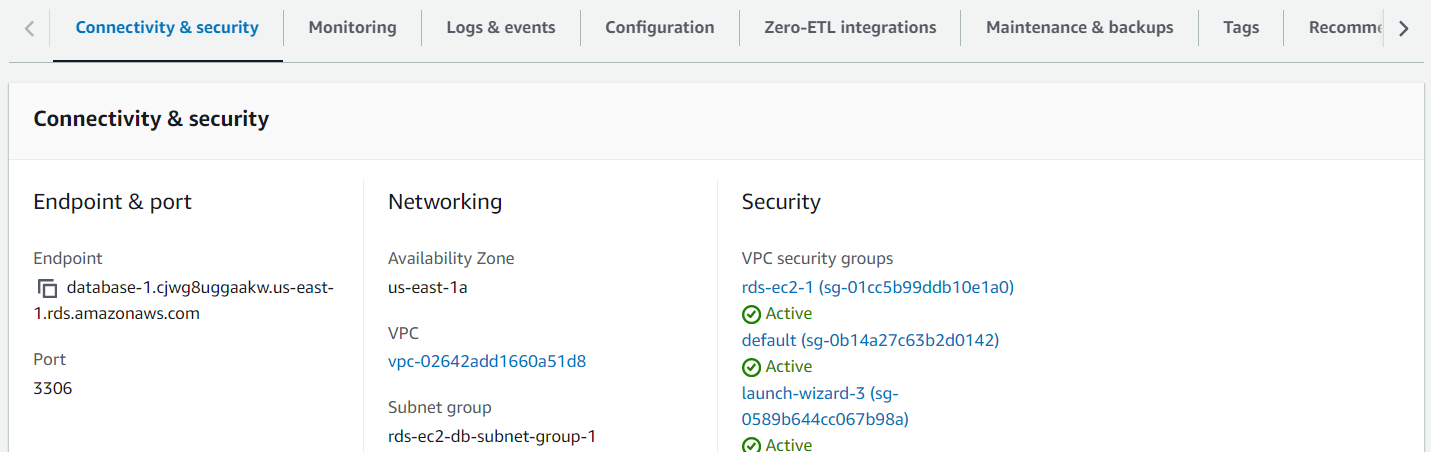 Connectivity & security
Monitoring
Logs & events
Configuration
Zero-ETL integrations
Maintenance & backups
Tags
Recomme
Connectivity & security
Endpoint & port
Endpoint
database-1.cjwg8uggaakw.us-east-
1.rds.amazonaws.com
Port
3306
Networking
Availability Zone
us-east-1a
VPC
vpc-02642add1660a51d8
Subnet group
rds-ec2-db-subnet-group-1
Security
VPC security groups
rds-ec2-1 (sg-01cc5b99ddb10e1a0)
Active
default (sg-0b14a27c63b2d0142)
Active
launch-wizard-3 (sg-
0589b644cc067b98a)
Active